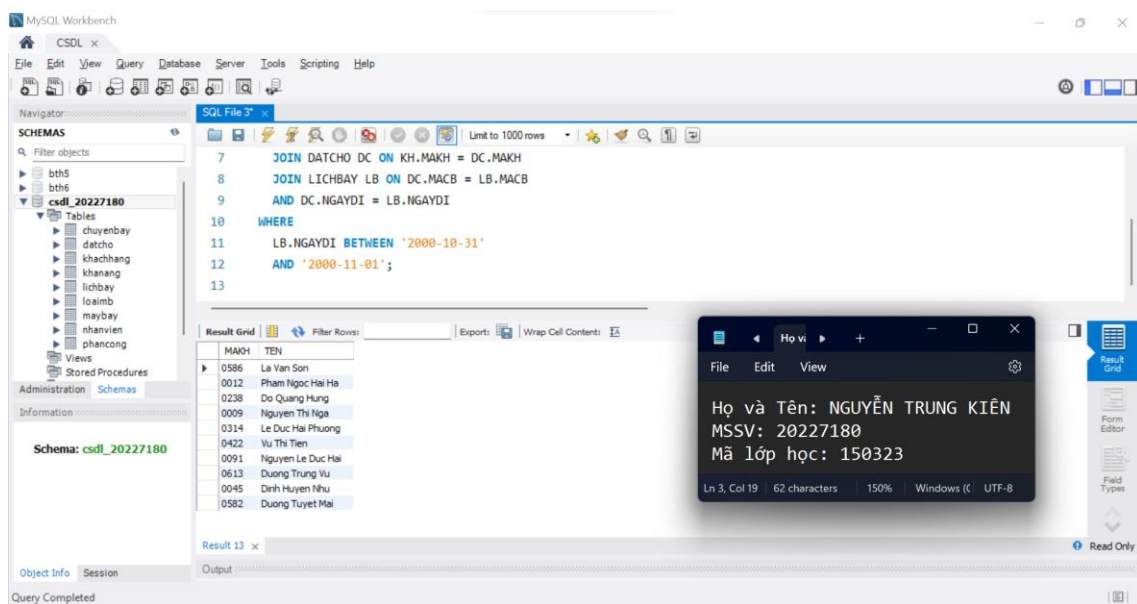 MySQL Workbench
CSDL ×
File Edit View Query Database Server Tools Scripting Help
Navigator
SCHEMAS
Filter objects
bth5
bth6
csdl_20227180
Tables
chuyenbay
datcho
khachhang
khanang
lichbay
loaimb
maybay
nhanvien
phancong
Views
Stored Procedures
Administration Schemas
Information
Schema: csdl_20227180
Object Info Session
Query Completed
SQL File 3* ×
Limit to 1000 rows
7 JOIN DATCHO DC ON KH.MAKH = DC.MAKH
8 JOIN LICHBAY LB ON DC.MACB = LB.MACB
9 AND DC.NGAYDI = LB.NGAYDI
10 WHERE
11 LB.NGAYDI BETWEEN '2000-10-31'
12 AND '2000-11-01';
13
Result Grid Filter Rows: Export: Wrap Cell Content:
MAKH TEN
0586 La Van Son
0012 Pham Ngoc Hai Ha
0238 Do Quang Hung
0009 Nguyen Thi Nga
0314 Le Duc Hai Phuong
0422 Vu Thi Tien
0091 Nguyen Le Duc Hai
0613 Duong Trung Vu
0045 Dinh Huyen Nhu
0582 Duong Tuyet Mai
Result 13 ×
Output
Họ và
File Edit View
Họ và Tên: NGUYỄN TRUNG KIÊN
MSSV: 20227180
Mã lớp học: 150323
Ln 3, Col 19 62 characters 150% Windows (C UTF-8
Result Grid
Form Editor
Field Types
Read Only